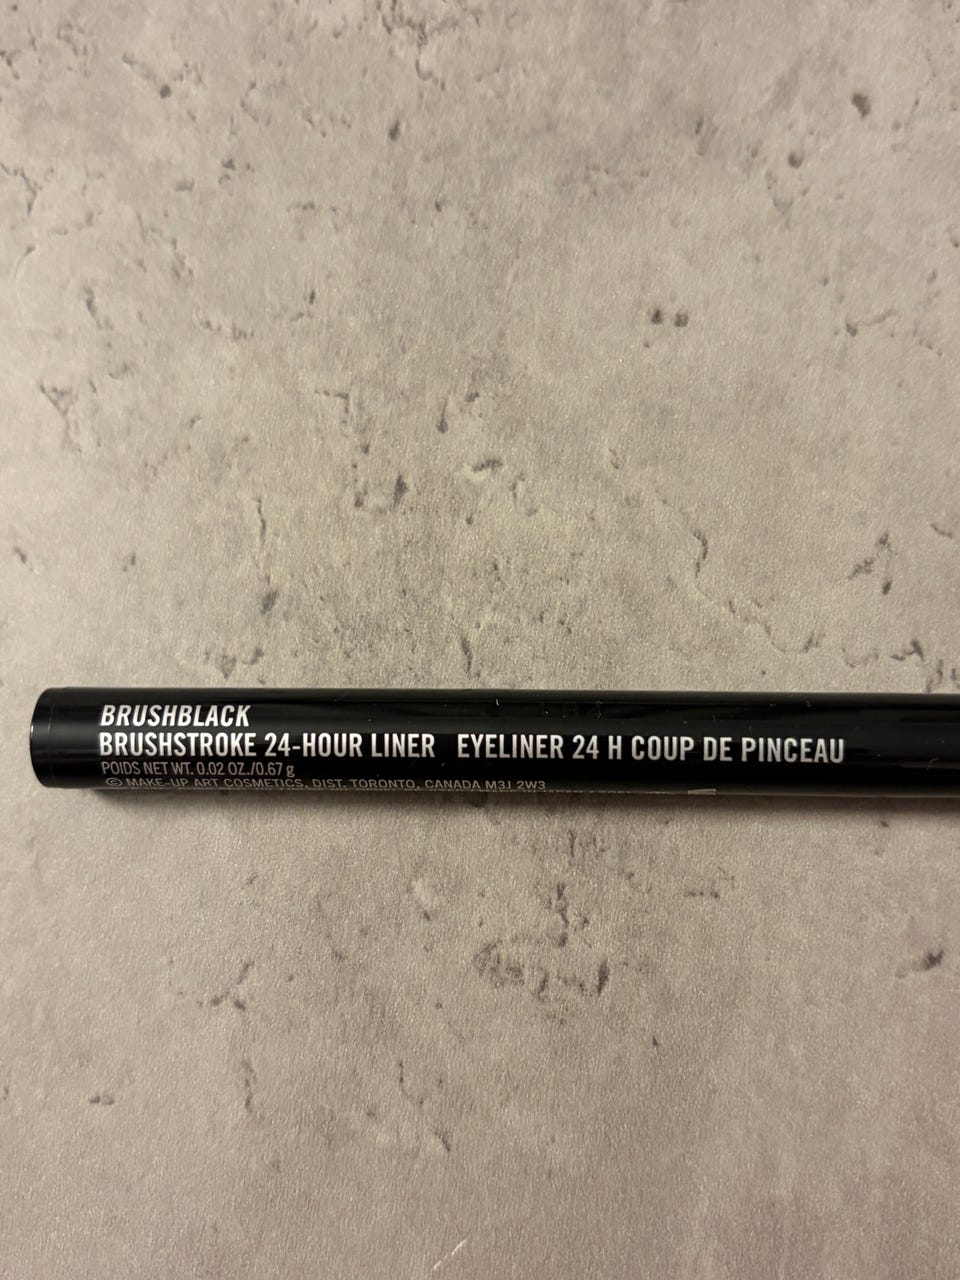 BRUSHBLACK
BRUSHSTROKE 24-HOUR LINER EYELINER 24 H COUP DE PINCEAU
POIDS NET WT. 0.02 OZ./0.67 g
© MAKE-UP ART COSMETICS, DIST. TORONTO, CANADA M3J 2W3